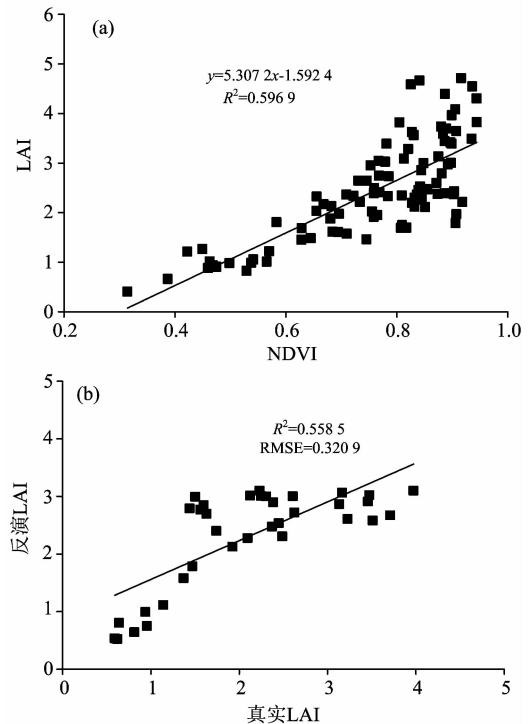 (a)
y=5.307 2x-1.592 4
R²=0.596 9
6
5
4
3
2
1
0
LAI
0.2 0.4 0.6 0.8 1.0
NDVI
(b)
R²=0.558 5
RMSE=0.320 9
5
4
3
2
1
0
反演LAI
0 1 2 3 4 5
真实LAI